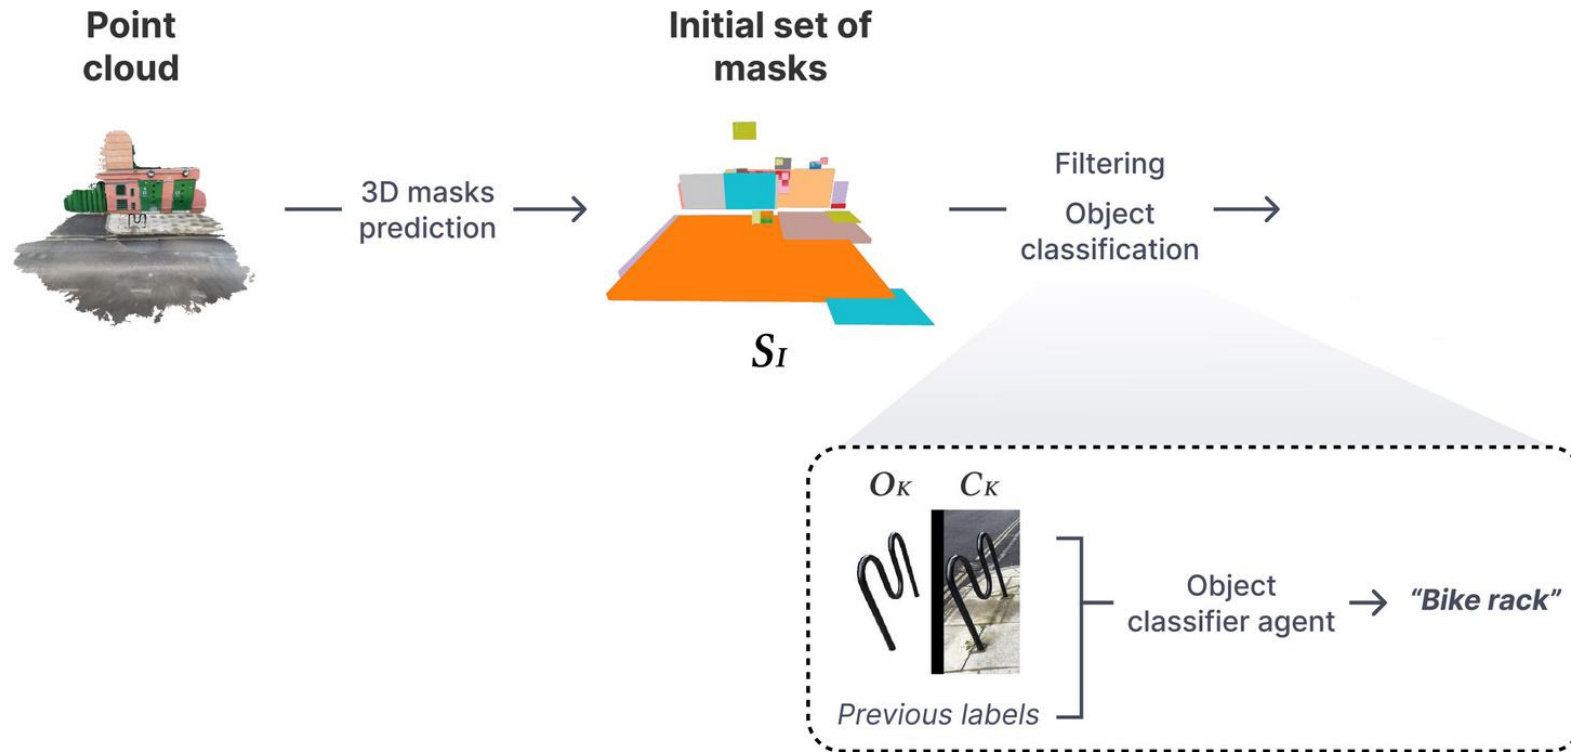 Point
cloud
Initial set of
masks
3D masks
prediction
Filtering
Object
classification
S_I
O_K
C_K
Object
classifier agent
“Bike rack”
Previous labels